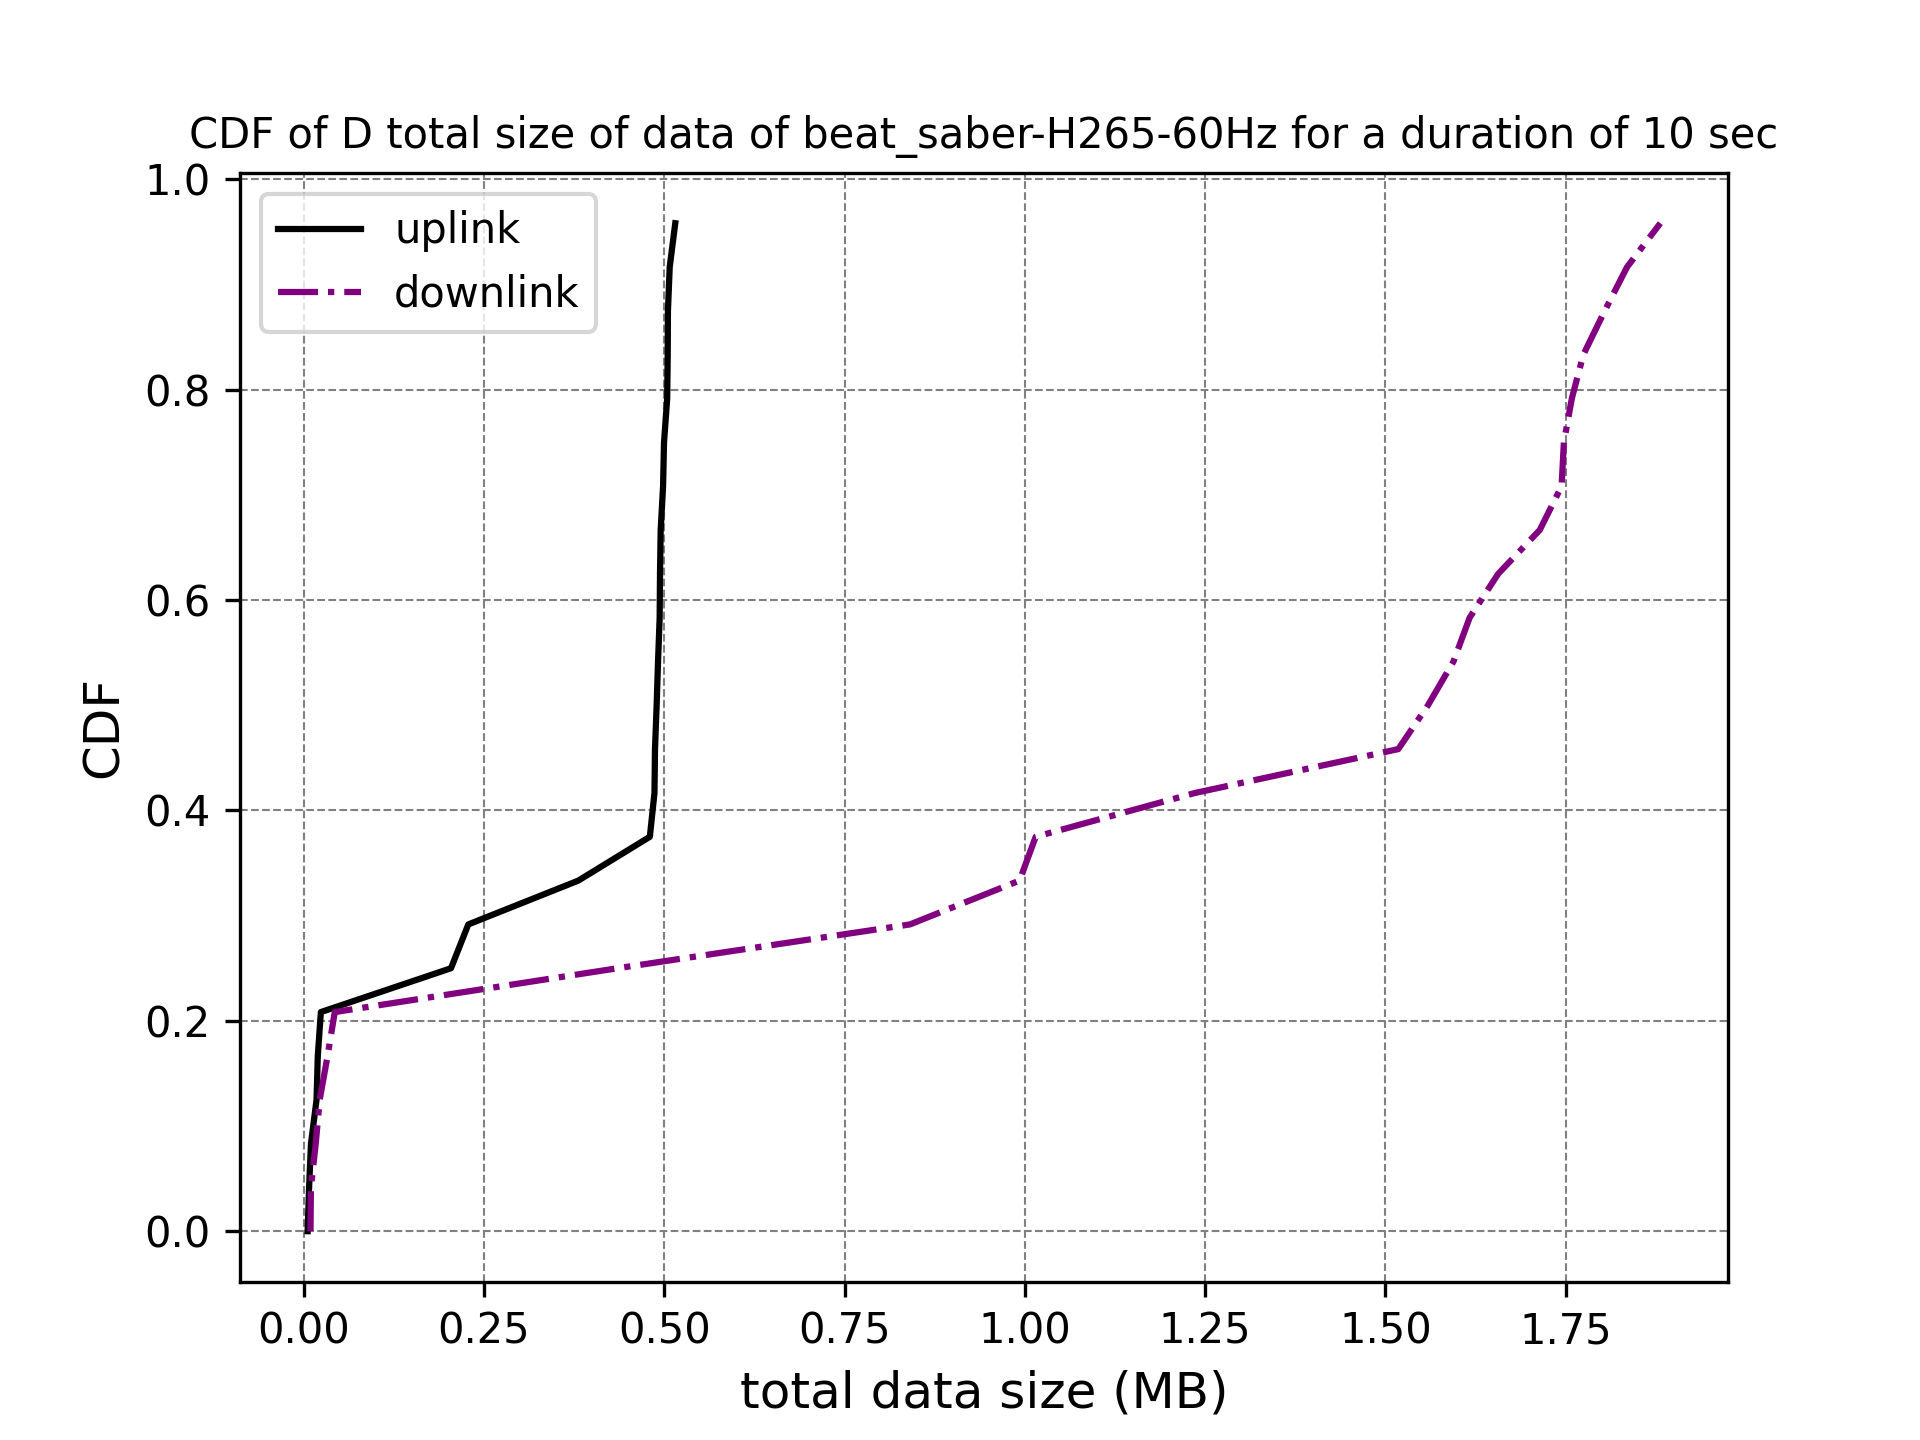 CDF of D total size of data of beat_saber-H265-60Hz for a duration of 10 sec
1.0
0.8
0.6
0.4
0.2
0.0
CDF
uplink
downlink
0.00 0.25 0.50 0.75 1.00 1.25 1.50 1.75
total data size (MB)